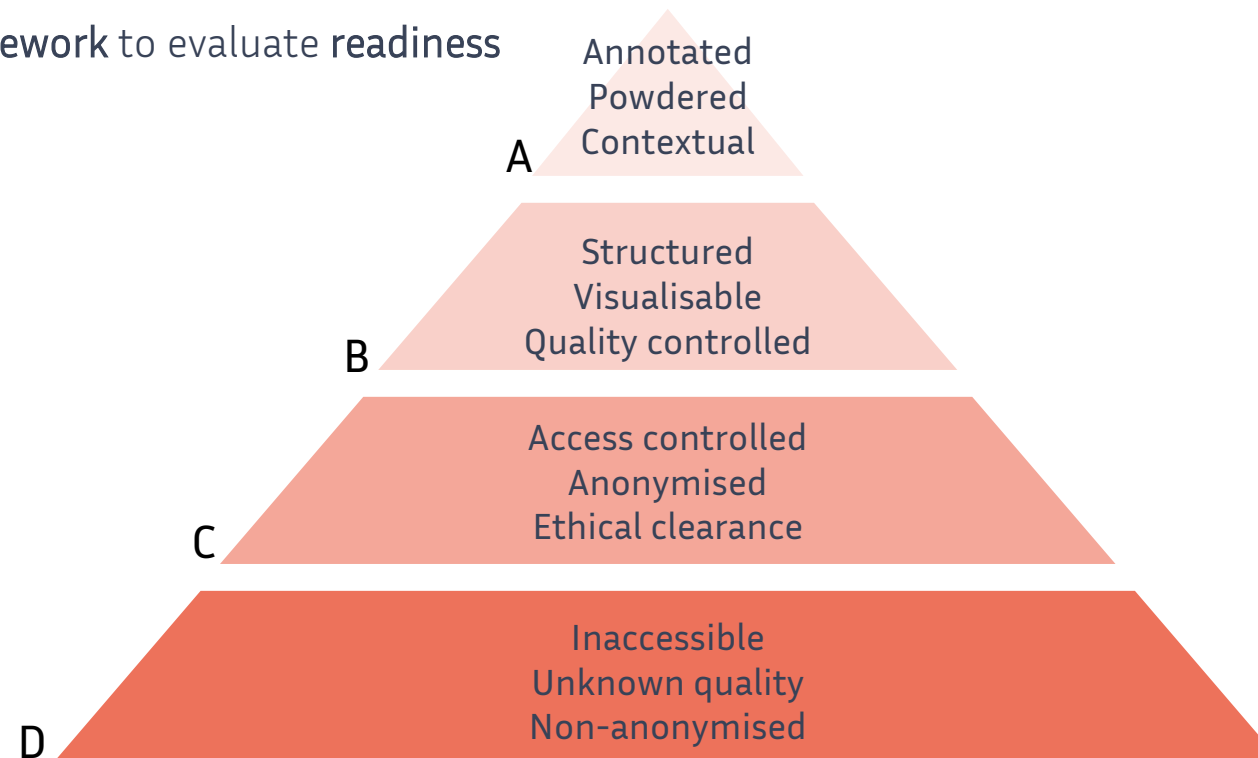 ework to evaluate readiness
Annotated
Powdered
Contextual
A
Structured
Visualisable
Quality controlled
B
Access controlled
Anonymised
Ethical clearance
C
Inaccessible
Unknown quality
Non-anonymised
D